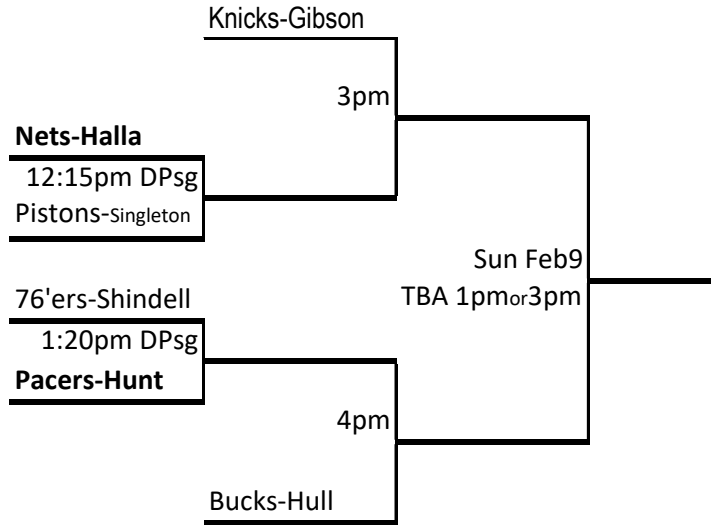 Knicks-Gibson
3pm
Nets-Halla
12:15pm DPsg
Pistons-Singleton
Sun Feb9
TBA 1pmor3pm
76'ers-Shindell
1:20pm DPsg
Pacers-Hunt
4pm
Bucks-Hull